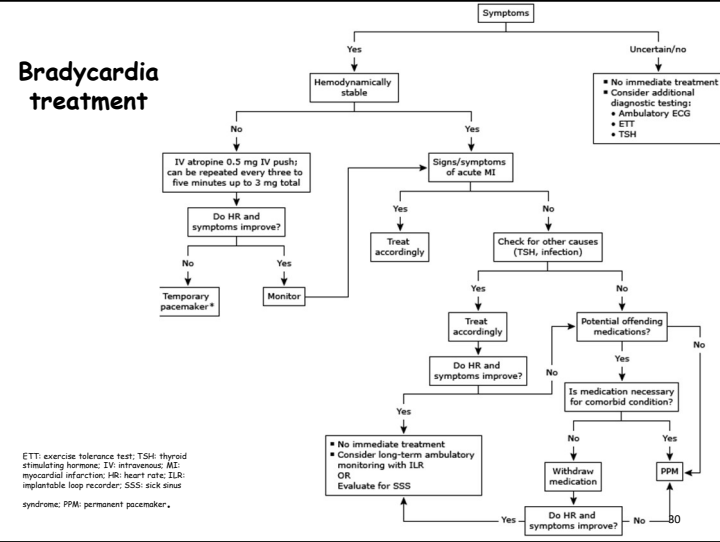 Bradycardia
treatment
Symptoms
Yes
Uncertain/no
Hemodynamically
stable
▪ No immediate treatment
▪ Consider additional
diagnostic testing:
• Ambulatory ECG
• ETT
• TSH
No
Yes
IV atropine 0.5 mg IV push;
can be repeated every three to
five minutes up to 3 mg total
Signs/symptoms
of acute MI
Do HR and
symptoms improve?
Yes
No
Treat
accordingly
Check for other causes
(TSH, infection)
No
Yes
Temporary
pacemaker*
Monitor
Yes
No
Treat
accordingly
Potential offending
medications?
No
Do HR and
symptoms improve?
No
Yes
Is medication necessary
for comorbid condition?
Yes
▪ No immediate treatment
▪ Consider long-term ambulatory
monitoring with ILR
OR
Evaluate for SSS
No
Yes
Withdraw
medication
PPM
Yes
Do HR and
symptoms improve?
No
30
ETT: exercise tolerance test; TSH: thyroid
stimulating hormone; IV: intravenous; MI:
myocardial infarction; HR: heart rate; ILR:
implantable loop recorder; SSS: sick sinus
syndrome; PPM: permanent pacemaker.